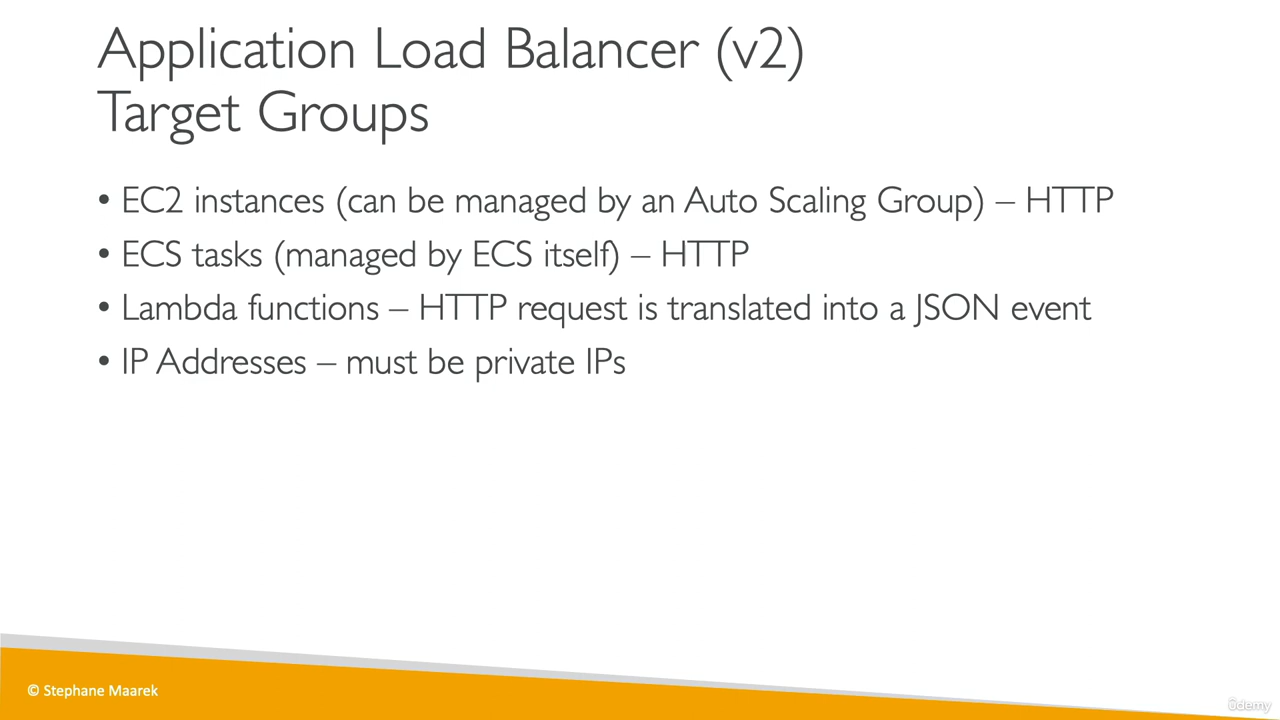 Application Load Balancer (v2)
Target Groups
• EC2 instances (can be managed by an Auto Scaling Group) – HTTP
• ECS tasks (managed by ECS itself) – HTTP
• Lambda functions – HTTP request is translated into a JSON event
• IP Addresses – must be private IPs
© Stephane Maarek
ûdemy